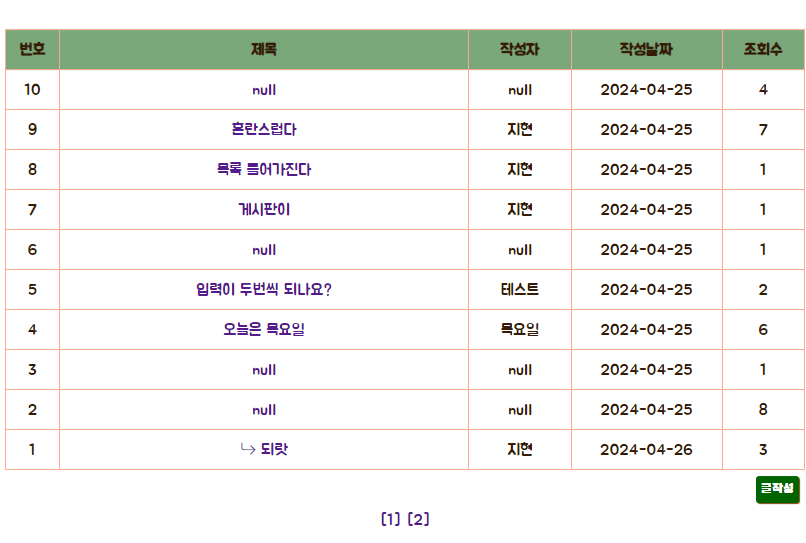 번호 제목 작성자 작성날짜 조회수
10 null null 2024-04-25 4
9 혼란스럽다 지현 2024-04-25 7
8 목록 들어가진다 지현 2024-04-25 1
7 게시판이 지현 2024-04-25 1
6 null null 2024-04-25 1
5 입력이 두번씩 되나요? 테스트 2024-04-25 2
4 오늘은 목요일 목요일 2024-04-25 6
3 null null 2024-04-25 1
2 null null 2024-04-25 8
1 ↳ 되랏 지현 2024-04-26 3
글작성
[1] [2]